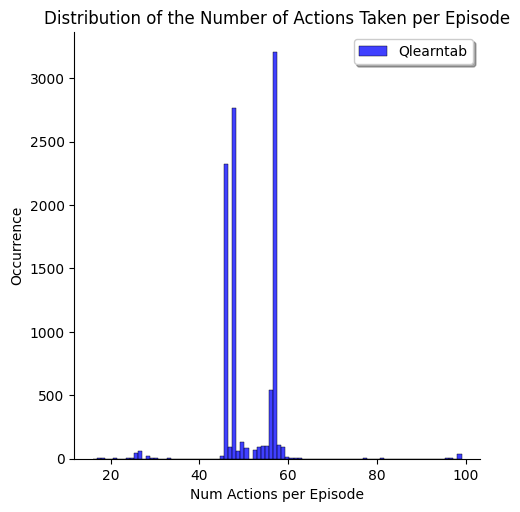 Distribution of the Number of Actions Taken per Episode
Qlearntab
3000
2500
2000
1500
1000
500
0
Occurrence
20 40 60 80 100
Num Actions per Episode